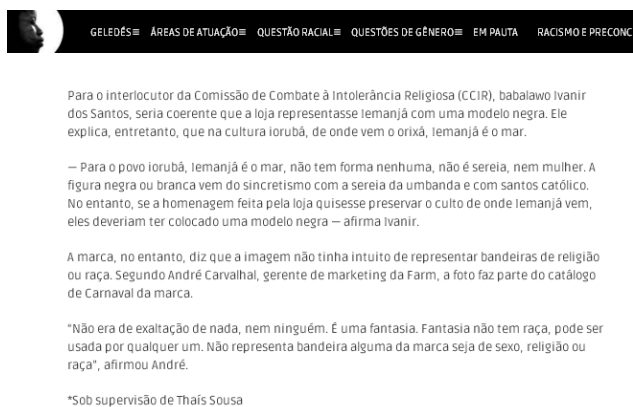 GELEDÉS≡ ÁREAS DE ATUAÇÃO≡ QUESTÃO RACIAL≡ QUESTÕES DE GÊNERO≡ EM PAUTA RACISMO E PRECONC
Para o interlocutor da Comissão de Combate à Intolerância Religiosa (CCIR), babalawo Ivanir
dos Santos, seria coerente que a loja representasse Iemanjá com uma modelo negra. Ele
explica, entretanto, que na cultura iorubá, de onde vem o orixá, Iemanjá é o mar.
— Para o povo iorubá, Iemanjá é o mar, não tem forma nenhuma, não é sereia, nem mulher. A
figura negra ou branca vem do sincretismo com a sereia da umbanda e com santos católico.
No entanto, se a homenagem feita pela loja quisesse preservar o culto de onde Iemanjá vem,
eles deveriam ter colocado uma modelo negra — afirma Ivanir.
A marca, no entanto, diz que a imagem não tinha intuito de representar bandeiras de religião
ou raça. Segundo André Carvalhal, gerente de marketing da Farm, a foto faz parte do catálogo
de Carnaval da marca.
“Não era de exaltação de nada, nem ninguém. É uma fantasia. Fantasia não tem raça, pode ser
usada por qualquer um. Não representa bandeira alguma da marca seja de sexo, religião ou
raça”, afirmou André.
*Sob supervisão de Thaís Sousa